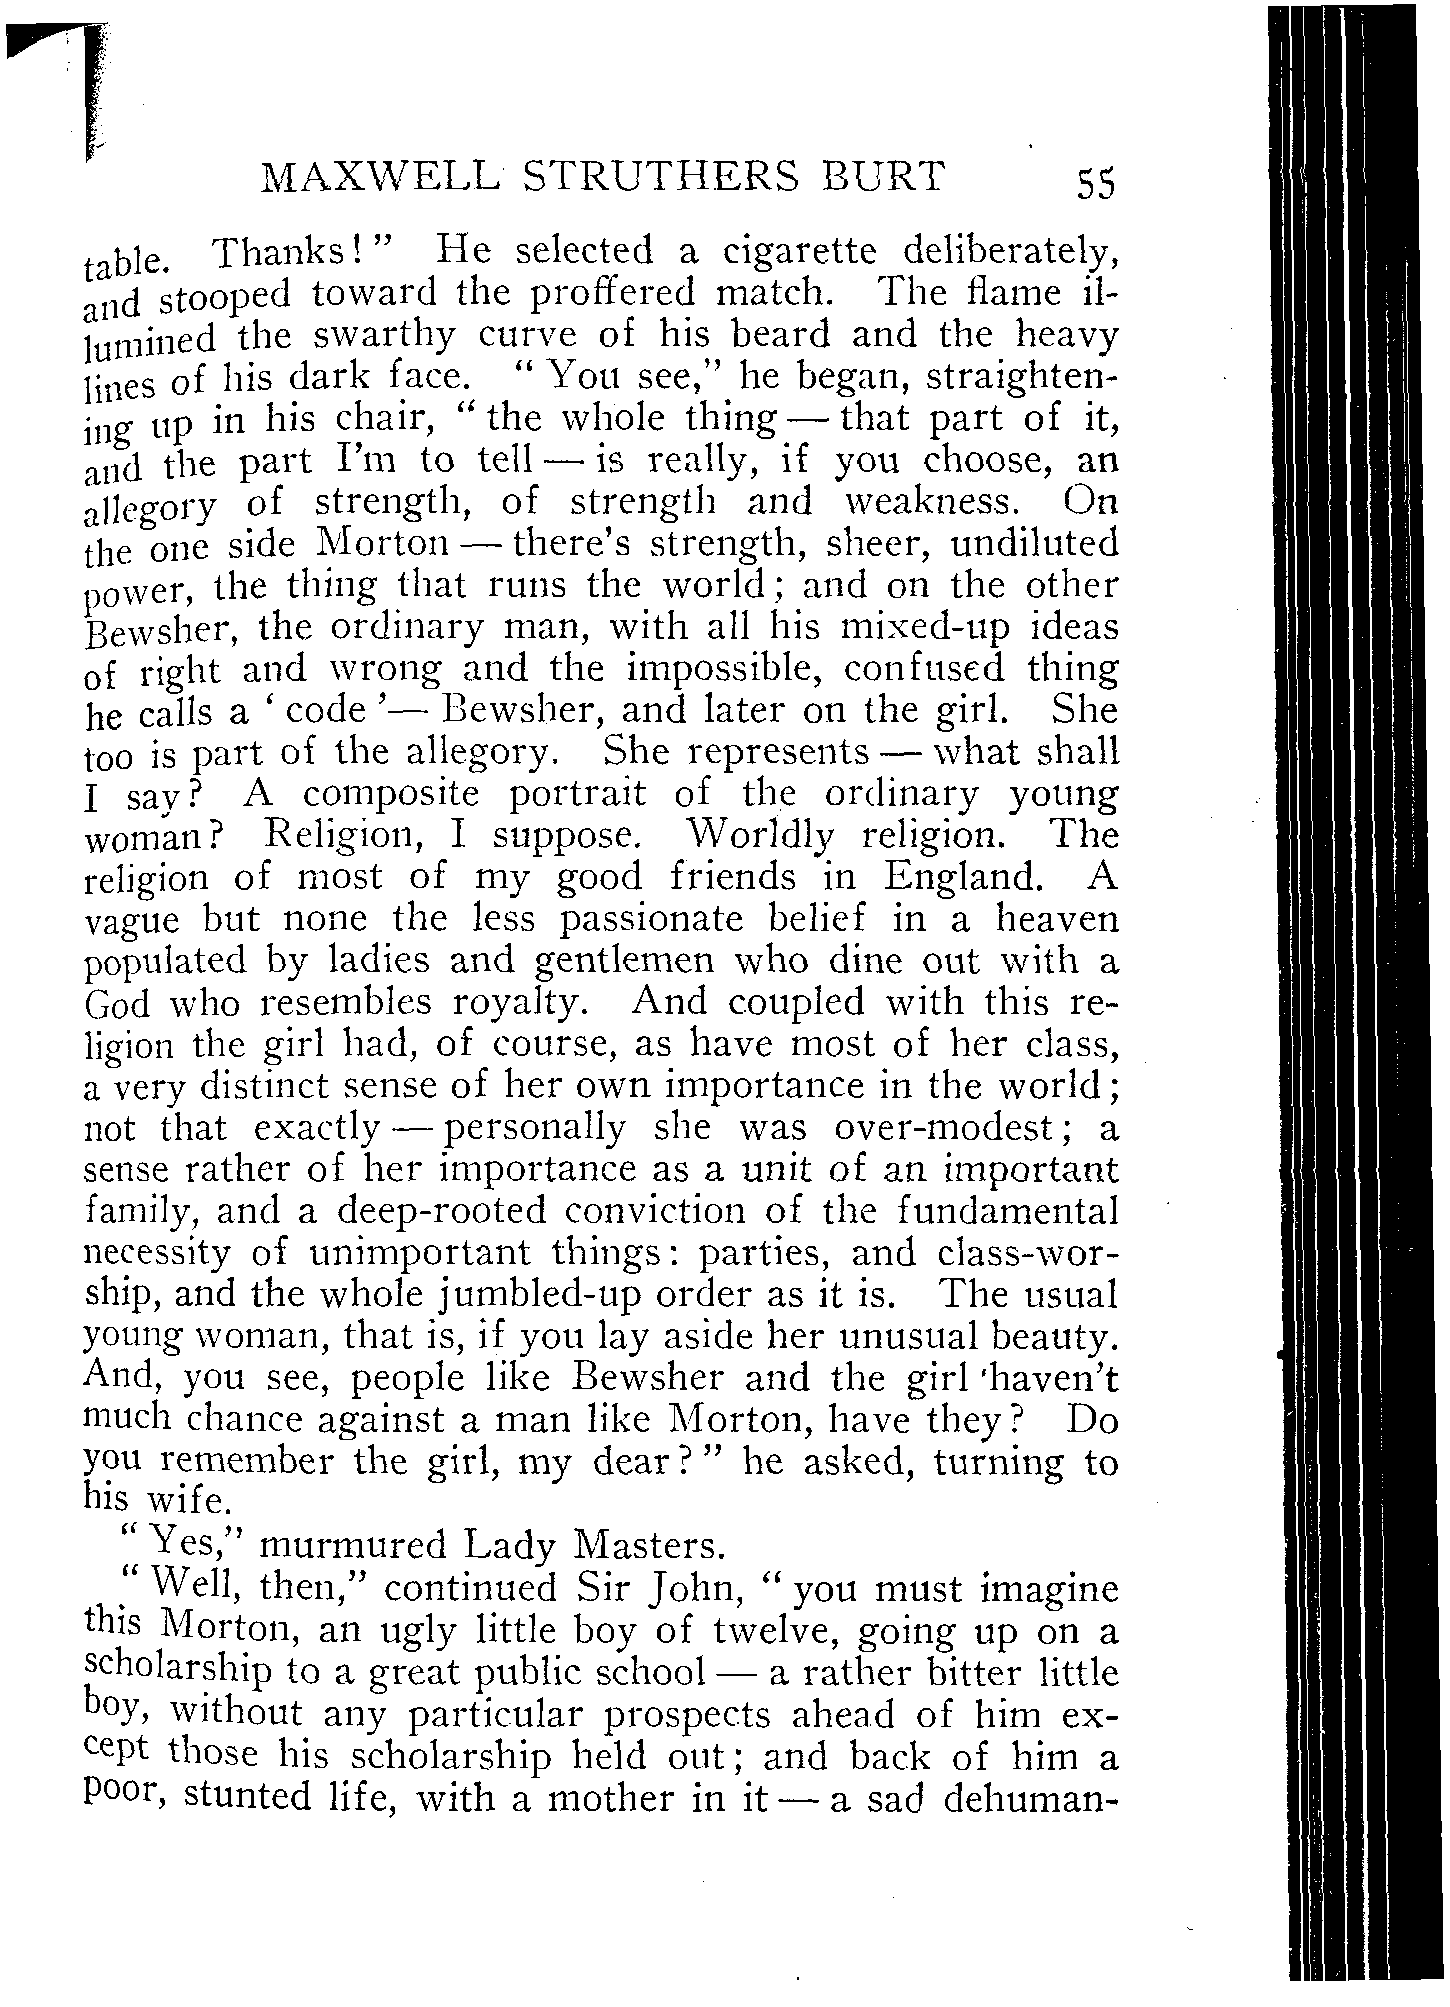 MAXWELL STRUTHERS BURT 55
table. Thanks! " He selected a cigarette deliberately,
and stooped toward the proffered match. The flame il-
lumined the swarthy curve of his beard and the heavy
lines of his dark face. " You see," he began, straighten-
ing up in his chair, " the whole thing — that part of it,
and the part I'm to tell — is really, if you choose, an
allegory of strength, of strength and weakness. On
the one side Morton — there's strength, sheer, undiluted
power, the thing that runs the world; and on the other
Bewsher, the ordinary man, with all his mixed-up ideas
of right and wrong and the impossible, confused thing
he calls a ' code '— Bewsher, and later on the girl. She
too is part of the allegory. She represents — what shall
I say? A composite portrait of the ordinary young
woman? Religion, I suppose. Worldly religion. The
religion of most of my good friends in England. A
vague but none the less passionate belief in a heaven
populated by ladies and gentlemen who dine out with a
God who resembles royalty. And coupled with this re-
ligion the girl had, of course, as have most of her class,
a very distinct sense of her own importance in the world;
not that exactly — personally she was over-modest; a
sense rather of her importance as a unit of an important
family, and a deep-rooted conviction of the fundamental
necessity of unimportant things: parties, and class-wor-
ship, and the whole jumbled-up order as it is. The usual
young woman, that is, if you lay aside her unusual beauty.
And, you see, people like Bewsher and the girl 'haven't
much chance against a man like Morton, have they? Do
you remember the girl, my dear? " he asked, turning to
his wife.
" Yes," murmured Lady Masters.
" Well, then," continued Sir John, " you must imagine
this Morton, an ugly little boy of twelve, going up on a
scholarship to a great public school — a rather bitter little
boy, without any particular prospects ahead of him ex-
cept those his scholarship held out; and back of him a
poor, stunted life, with a mother in it — a sad dehuman-